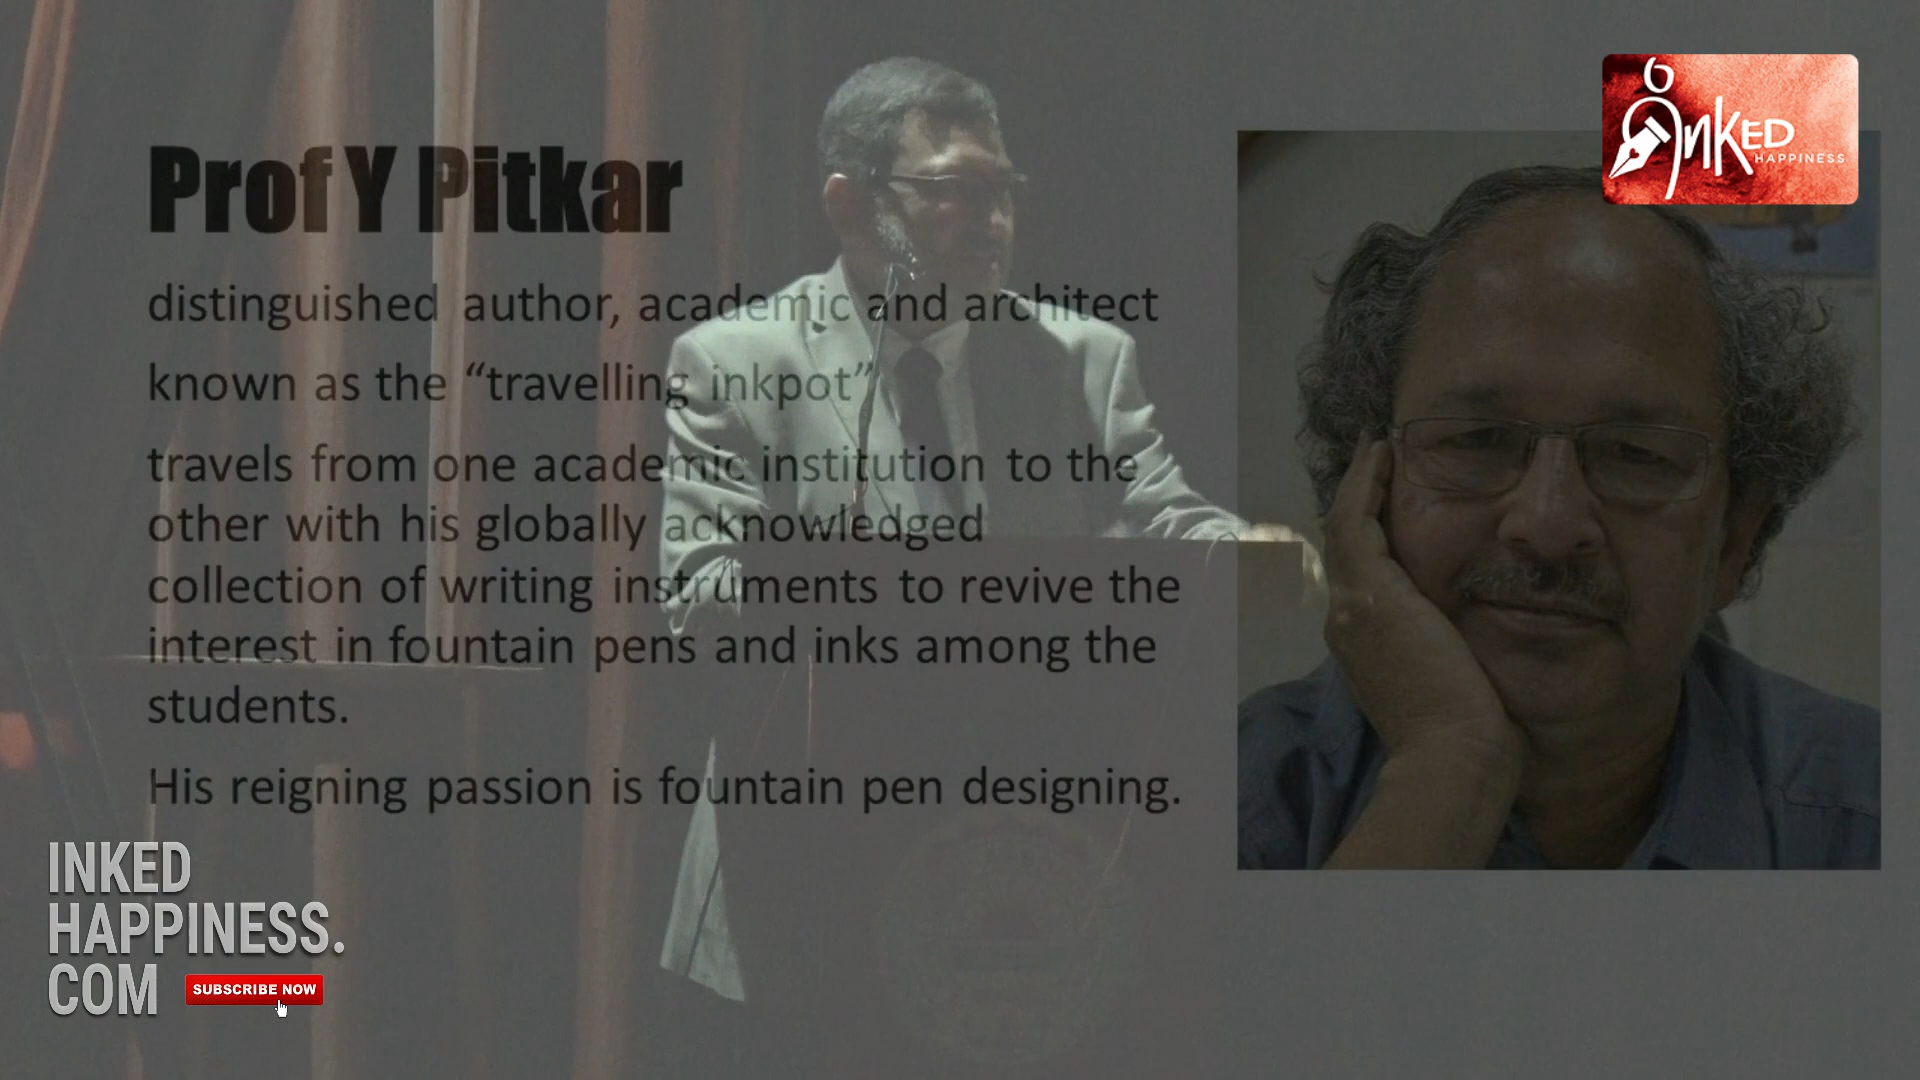 InKED
HAPPINESS
Prof Y Pitkar
distinguished author, academic and architect
known as the “travelling inkpot”
travels from one academic institution to the
other with his globally acknowledged
collection of writing instruments to revive the
interest in fountain pens and inks among the
students.
His reigning passion is fountain pen designing.
INKED
HAPPINESS.
COM
SUBSCRIBE NOW